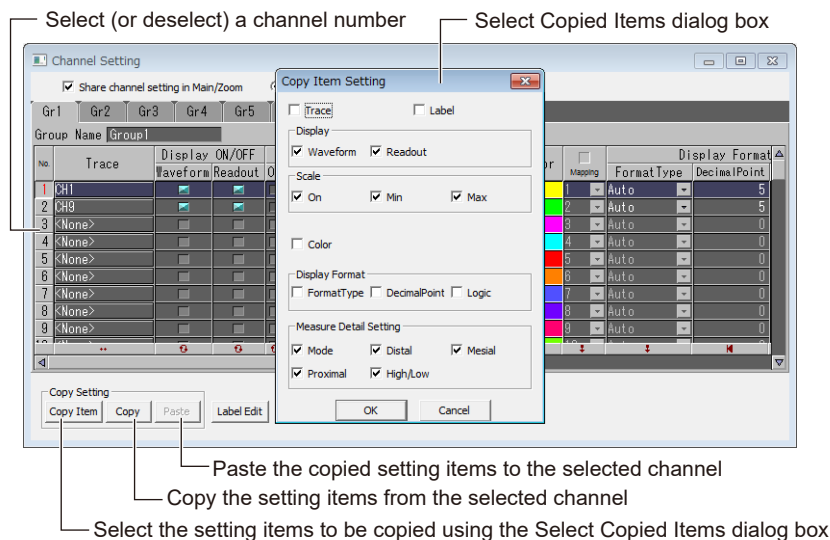 Select (or deselect) a channel number
Select Copied Items dialog box
Channel Setting
Share channel setting in Main/Zoom
Copy Item Setting
Gr1 Gr2 Gr3 Gr4 Gr5
Trace Label
Group Name Group1
Display
Waveform Readout
No. Trace Display ON/OFF Mapping Display Format
Waveform Readout FormatType DecimalPoint
Scale
On Min Max
1 CH1 1 Auto 5
2 CH9 2 Auto 5
3 <None> 3 Auto 0
4 <None> 4 Auto 0
Color
5 <None> 5 Auto 0
6 <None> 6 Auto 0
Display Format
FormatType DecimalPoint Logic
7 <None> 7 Auto 0
8 <None> 8 Auto 0
9 <None> 9 Auto 0
Measure Detail Setting
Mode Distal Mesial
Proximal High/Low
OK Cancel
Copy Setting
Copy Item Copy Paste Label Edit
Paste the copied setting items to the selected channel
Copy the setting items from the selected channel
Select the setting items to be copied using the Select Copied Items dialog box